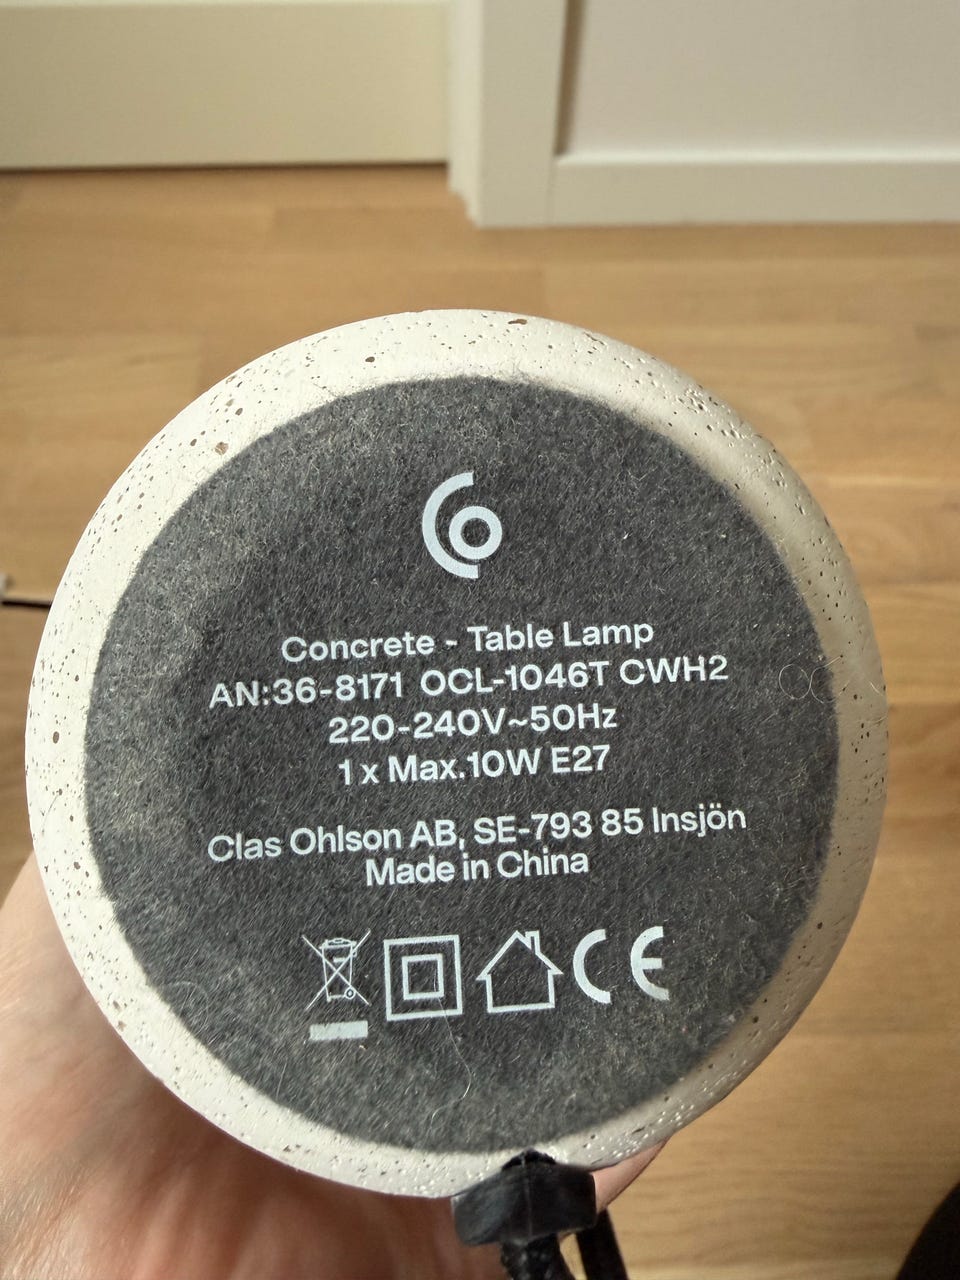 Concrete - Table Lamp
AN:36-8171 OCL-1046T CWH2
220-240V~50Hz
1 x Max.10W E27
Clas Ohlson AB, SE-793 85 Insjön
Made in China
CE